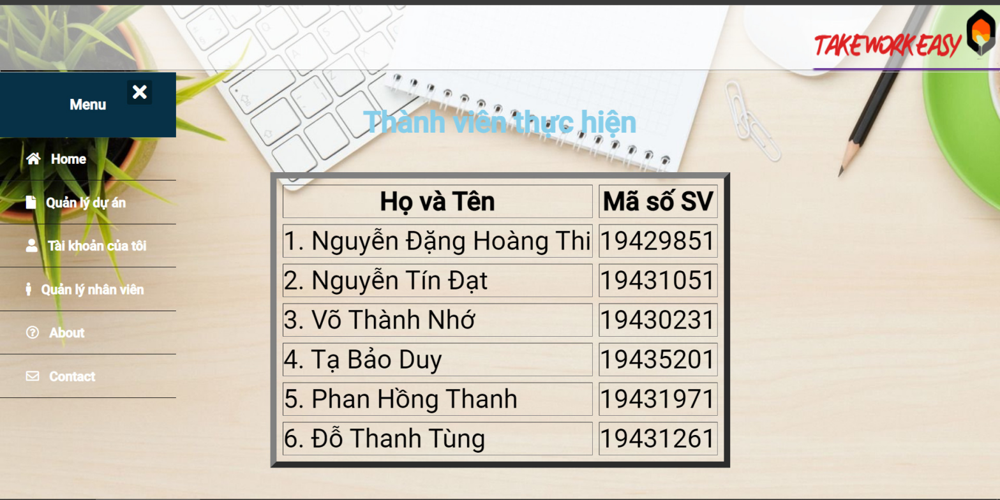 TAKEWORKEASY
Menu
Home
Quản lý dự án
Tài khoản của tôi
Quản lý nhân viên
About
Contact
Thành viên thực hiện
Họ và Tên Mã số SV
1. Nguyễn Đặng Hoàng Thi 19429851
2. Nguyễn Tín Đạt 19431051
3. Võ Thành Nhớ 19430231
4. Tạ Bảo Duy 19435201
5. Phan Hồng Thanh 19431971
6. Đỗ Thanh Tùng 19431261